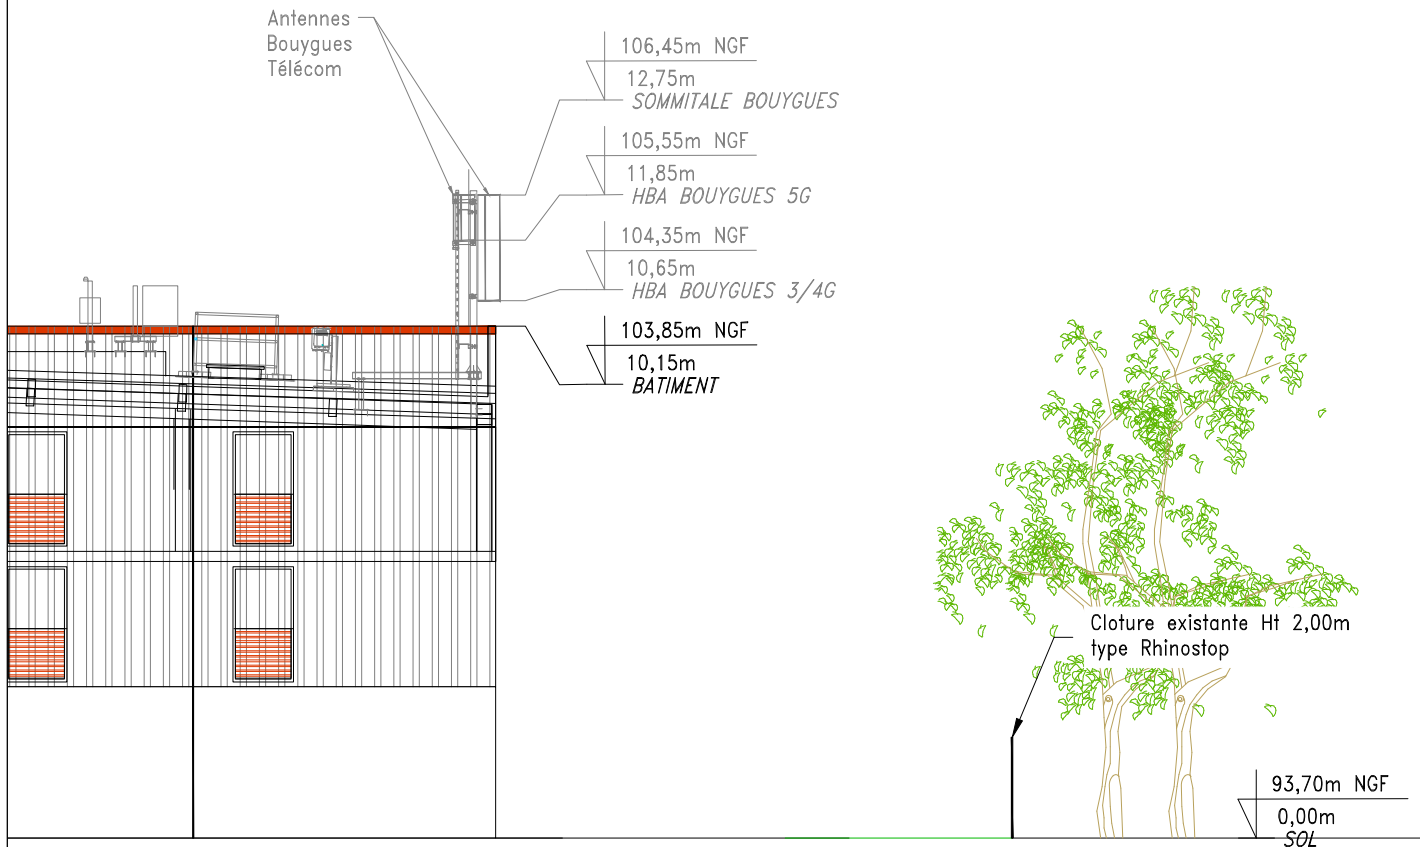 Antennes
Bouygues
Télécom
106,45m NGF
12,75m
SOMMITALE BOUYGUES
105,55m NGF
11,85m
HBA BOUYGUES 5G
104,35m NGF
10,65m
HBA BOUYGUES 3/4G
103,85m NGF
10,15m
BATIMENT
Cloture existante Ht 2,00m
type Rhinostop
93,70m NGF
0,00m
SOL